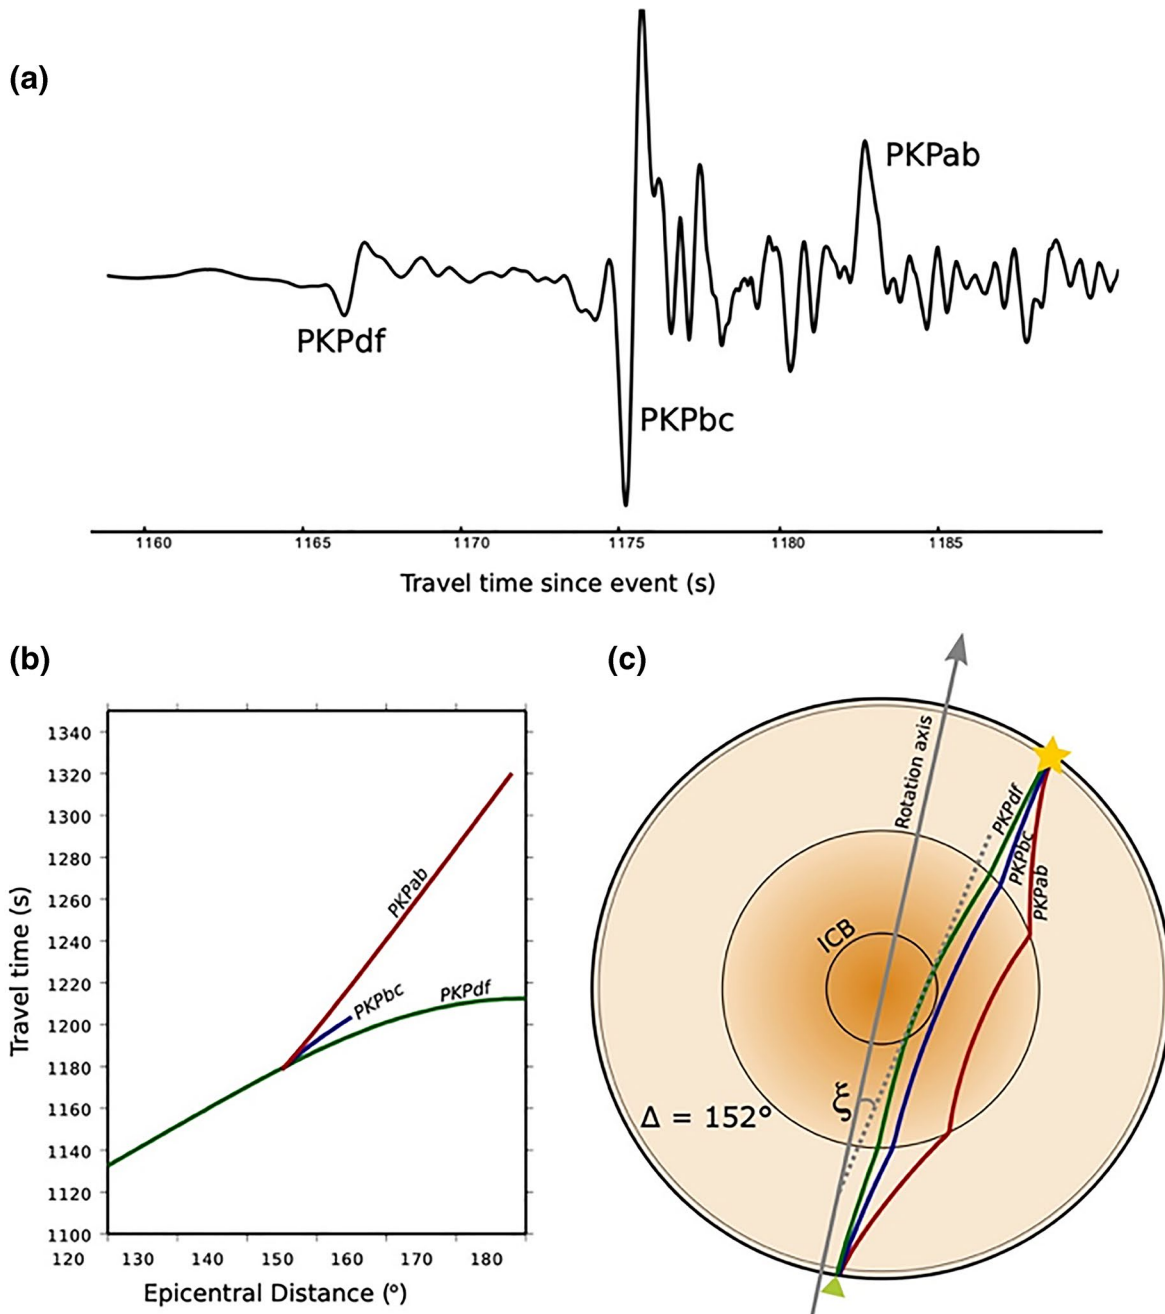 (a)
PKPab
PKPdf
PKPbc
1160 1165 1170 1175 1180 1185
Travel time since event (s)
(b)
1340
1320
1300
1280
1260
1240
1220
1200
1180
1160
1140
1120
1100
Travel time (s)
PKPab
PKPbc
PKPdf
120 130 140 150 160 170 180
Epicentral Distance (°)
(c)
Rotation axis
PKPdf
PKPbc
PKPab
ICB
ξ
Δ = 152°